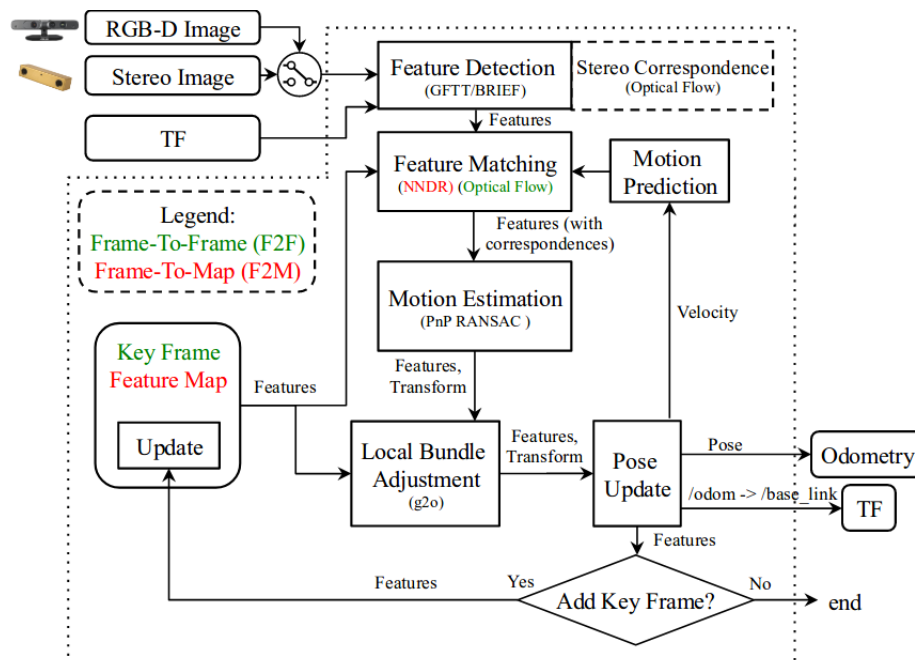 RGB-D Image
Stereo Image
TF
Feature Detection
(GFTT/BRIEF)
Stereo Correspondence
(Optical Flow)
Features
Feature Matching
(NNDR) (Optical Flow)
Motion
Prediction
Legend:
Frame-To-Frame (F2F)
Frame-To-Map (F2M)
Features (with
correspondences)
Motion Estimation
(PnP RANSAC )
Velocity
Key Frame
Feature Map
Update
Features
Features,
Transform
Local Bundle
Adjustment
(g2o)
Features,
Transform
Pose
Update
Pose
Odometry
/odom -> /base_link
TF
Features
Add Key Frame?
Yes
Features
No
end